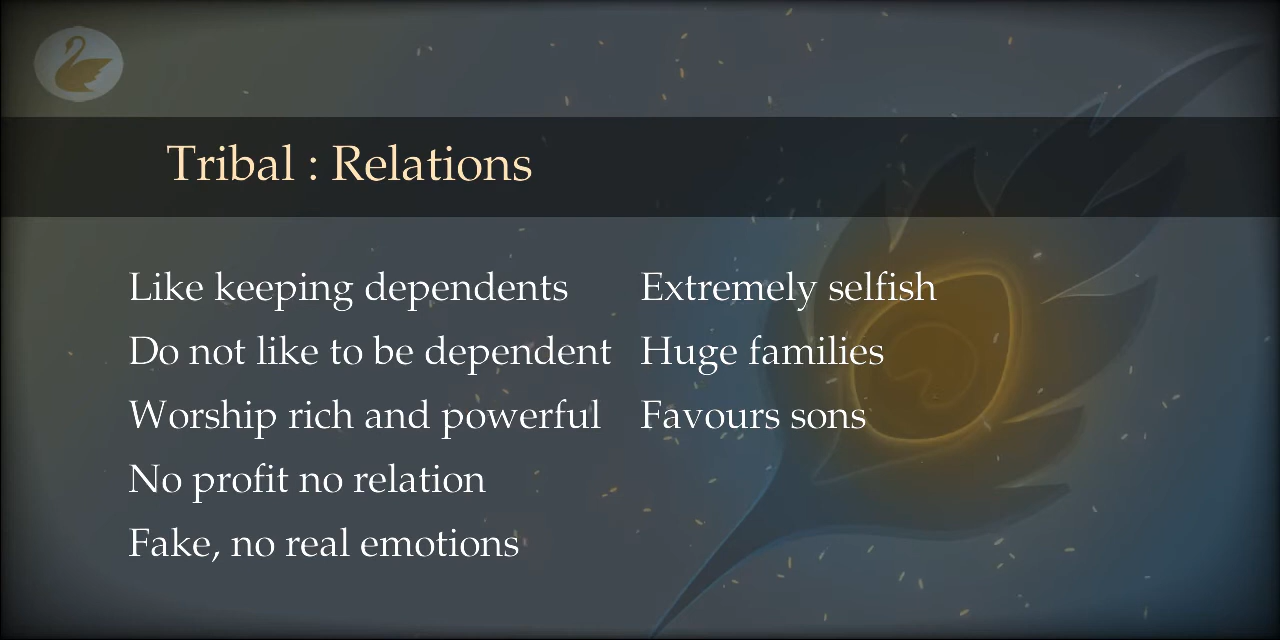 Tribal : Relations
Like keeping dependents
Do not like to be dependent
Worship rich and powerful
No profit no relation
Fake, no real emotions
Extremely selfish
Huge families
Favours sons